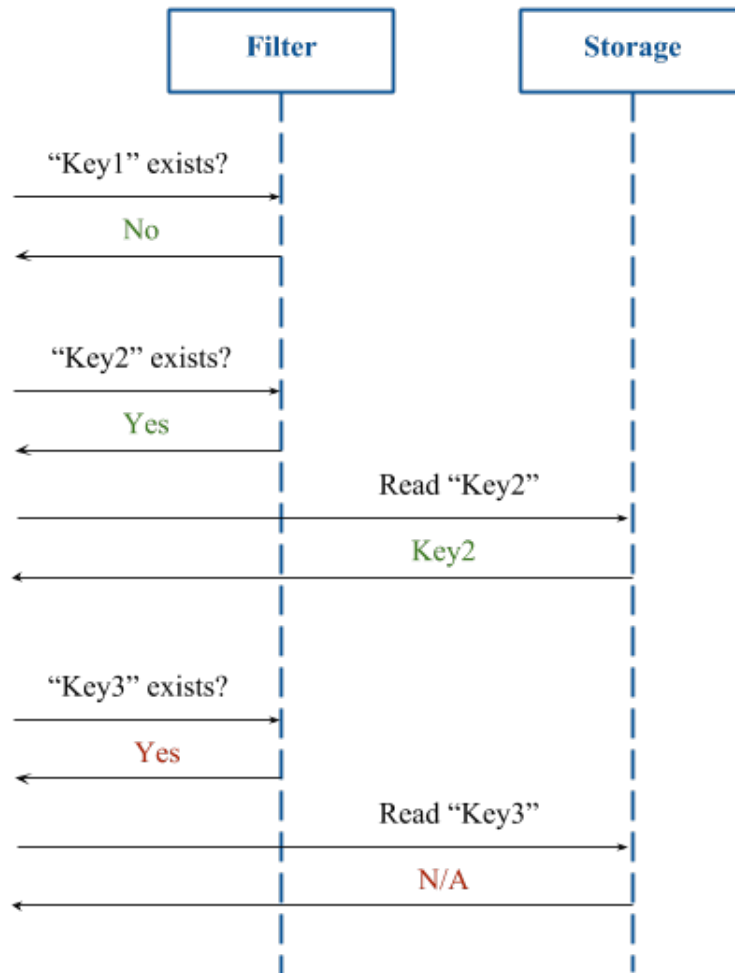 Filter
Storage
“Key1” exists?
No
“Key2” exists?
Yes
Read “Key2”
Key2
“Key3” exists?
Yes
Read “Key3”
N/A